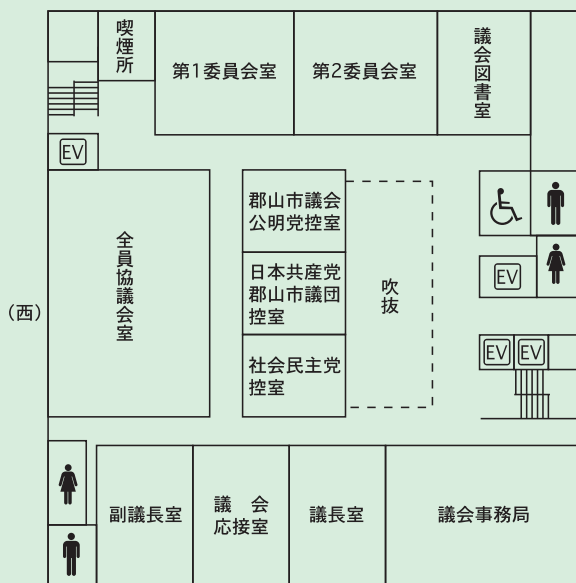 喫煙所
第1委員会室
第2委員会室
議会図書室
EV
郡山市議会
公明党控室
日本共産党
郡山市議団
控室
社会民主党
控室
全員協議会室
吹抜
EV
(西)
EV
EV
副議長室
議　会
応接室
議長室
議会事務局